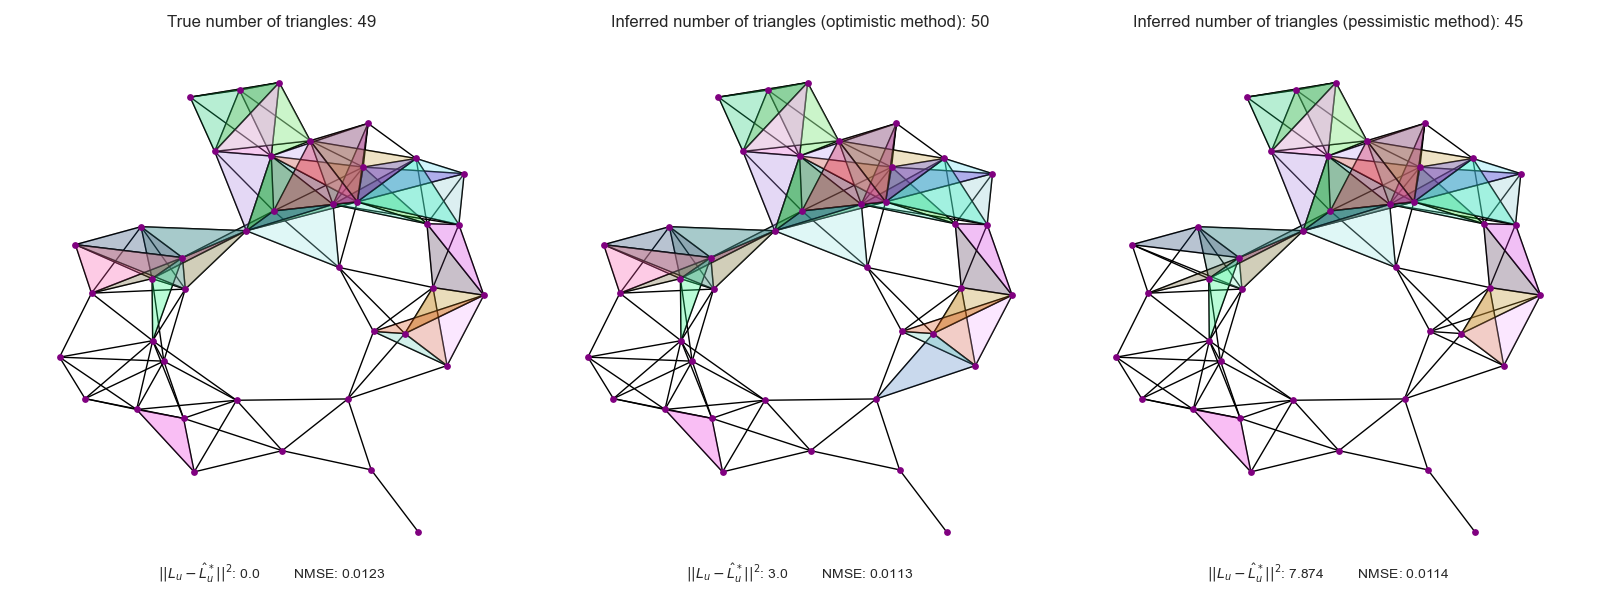 True number of triangles: 49
Inferred number of triangles (optimistic method): 50
Inferred number of triangles (pessimistic method): 45
$||L_u - \hat{L}_u^*||^2$: 0.0 NMSE: 0.0123
$||L_u - \hat{L}_u^*||^2$: 3.0 NMSE: 0.0113
$||L_u - \hat{L}_u^*||^2$: 7.874 NMSE: 0.0114